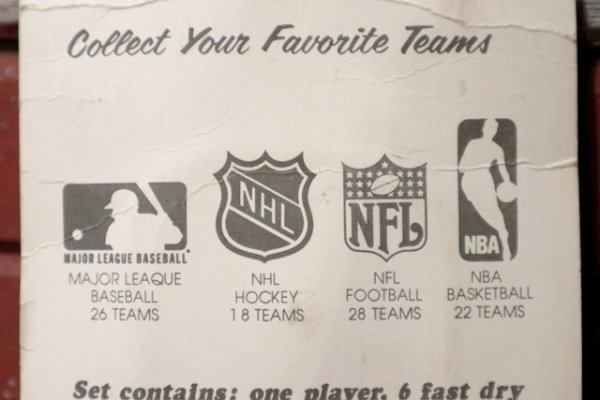 Collect Your Favorite Teams
NHL
NFL
NBA
MAJOR LEAGUE BASEBALL
MAJOR LEAGUE
BASEBALL
26 TEAMS
NHL
HOCKEY
18 TEAMS
NFL
FOOTBALL
28 TEAMS
NBA
BASKETBALL
22 TEAMS
Set contains: one player, 6 fast dry